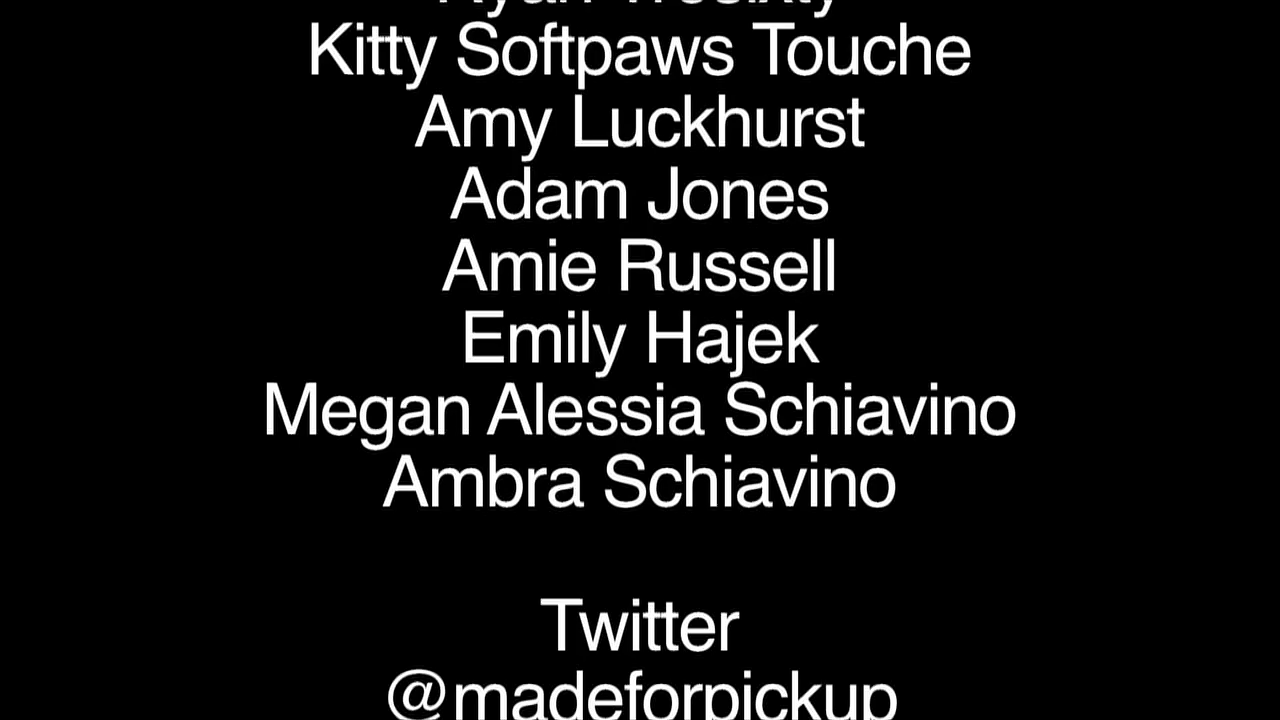 Kitty Softpaws Touche
Amy Luckhurst
Adam Jones
Amie Russell
Emily Hajek
Megan Alessia Schiavino
Ambra Schiavino
Twitter
@madeforpickup